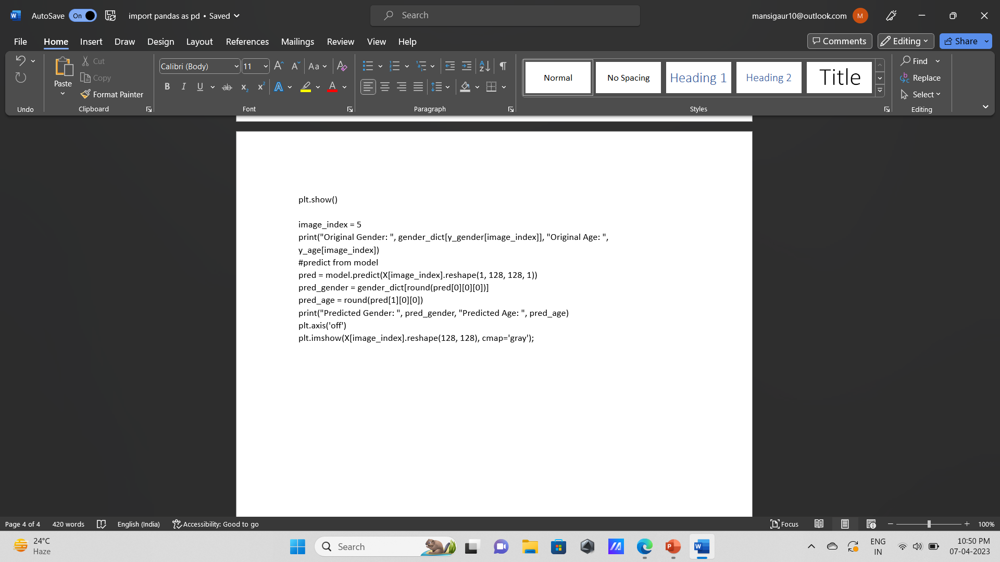 AutoSave On import pandas as pd • Saved Search mansigaur10@outlook.com M
File Home Insert Draw Design Layout References Mailings Review View Help Comments Editing Share
Paste Cut Copy Format Painter
Calibri (Body) 11 Aa
B I U ab x₂ x² A A
Normal No Spacing Heading 1 Heading 2 Title
Find
Replace
Select
Undo Clipboard Font Paragraph Styles Editing
plt.show()
image_index = 5
print("Original Gender: ", gender_dict[y_gender[image_index]], "Original Age: ",
y_age[image_index])
#predict from model
pred = model.predict(X[image_index].reshape(1, 128, 128, 1))
pred_gender = gender_dict[round(pred[0][0][0])]
pred_age = round(pred[1][0][0])
print("Predicted Gender: ", pred_gender, "Predicted Age: ", pred_age)
plt.axis('off')
plt.imshow(X[image_index].reshape(128, 128), cmap='gray');
Page 4 of 4 420 words English (India) Accessibility: Good to go Focus 100%
24°C
Haze
Search
ENG
IN
10:50 PM
07-04-2023